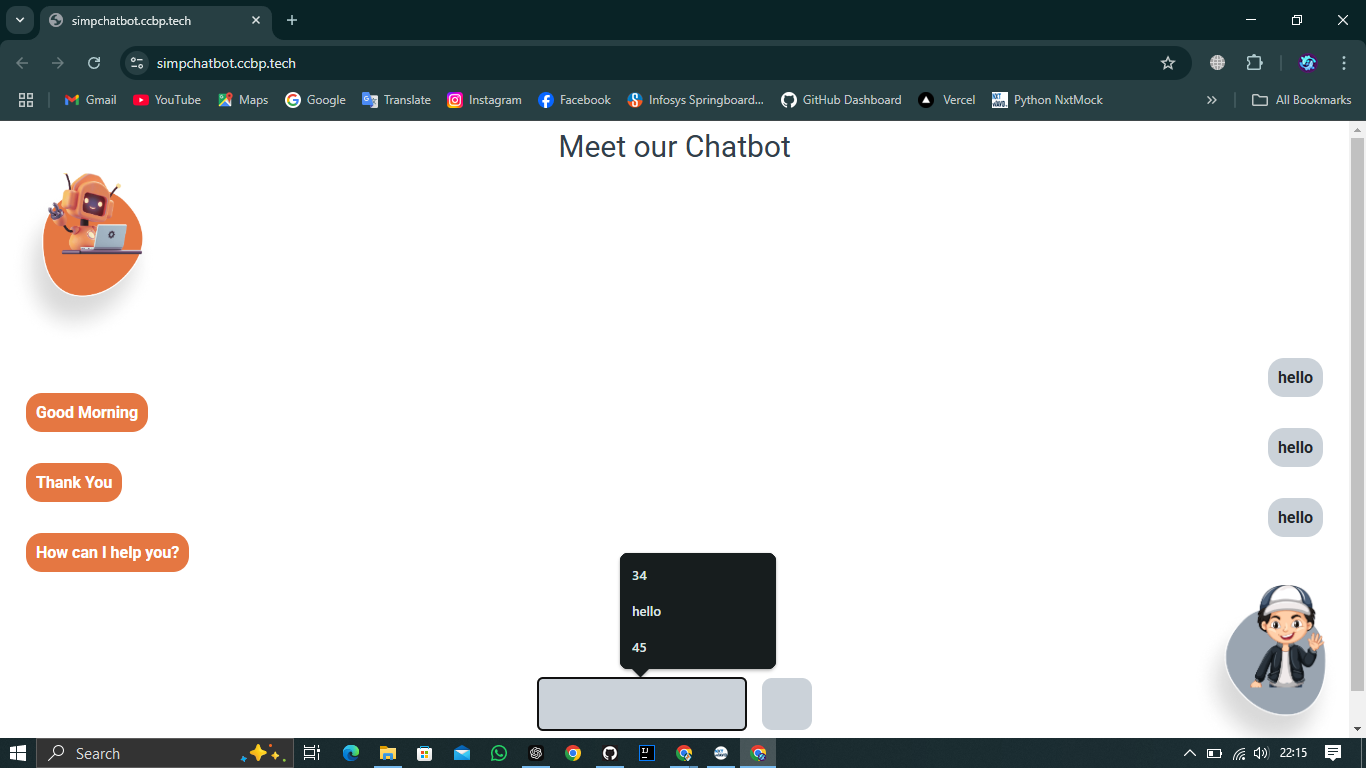 simpchatbot.ccbp.tech
simpchatbot.ccbp.tech
Gmail YouTube Maps Google Translate Instagram Facebook Infosys Springboard... GitHub Dashboard Vercel NXT WAVE Python NxtMock » All Bookmarks
Meet our Chatbot
hello
Good Morning
hello
Thank You
hello
How can I help you?
34
hello
45
Search
22:15